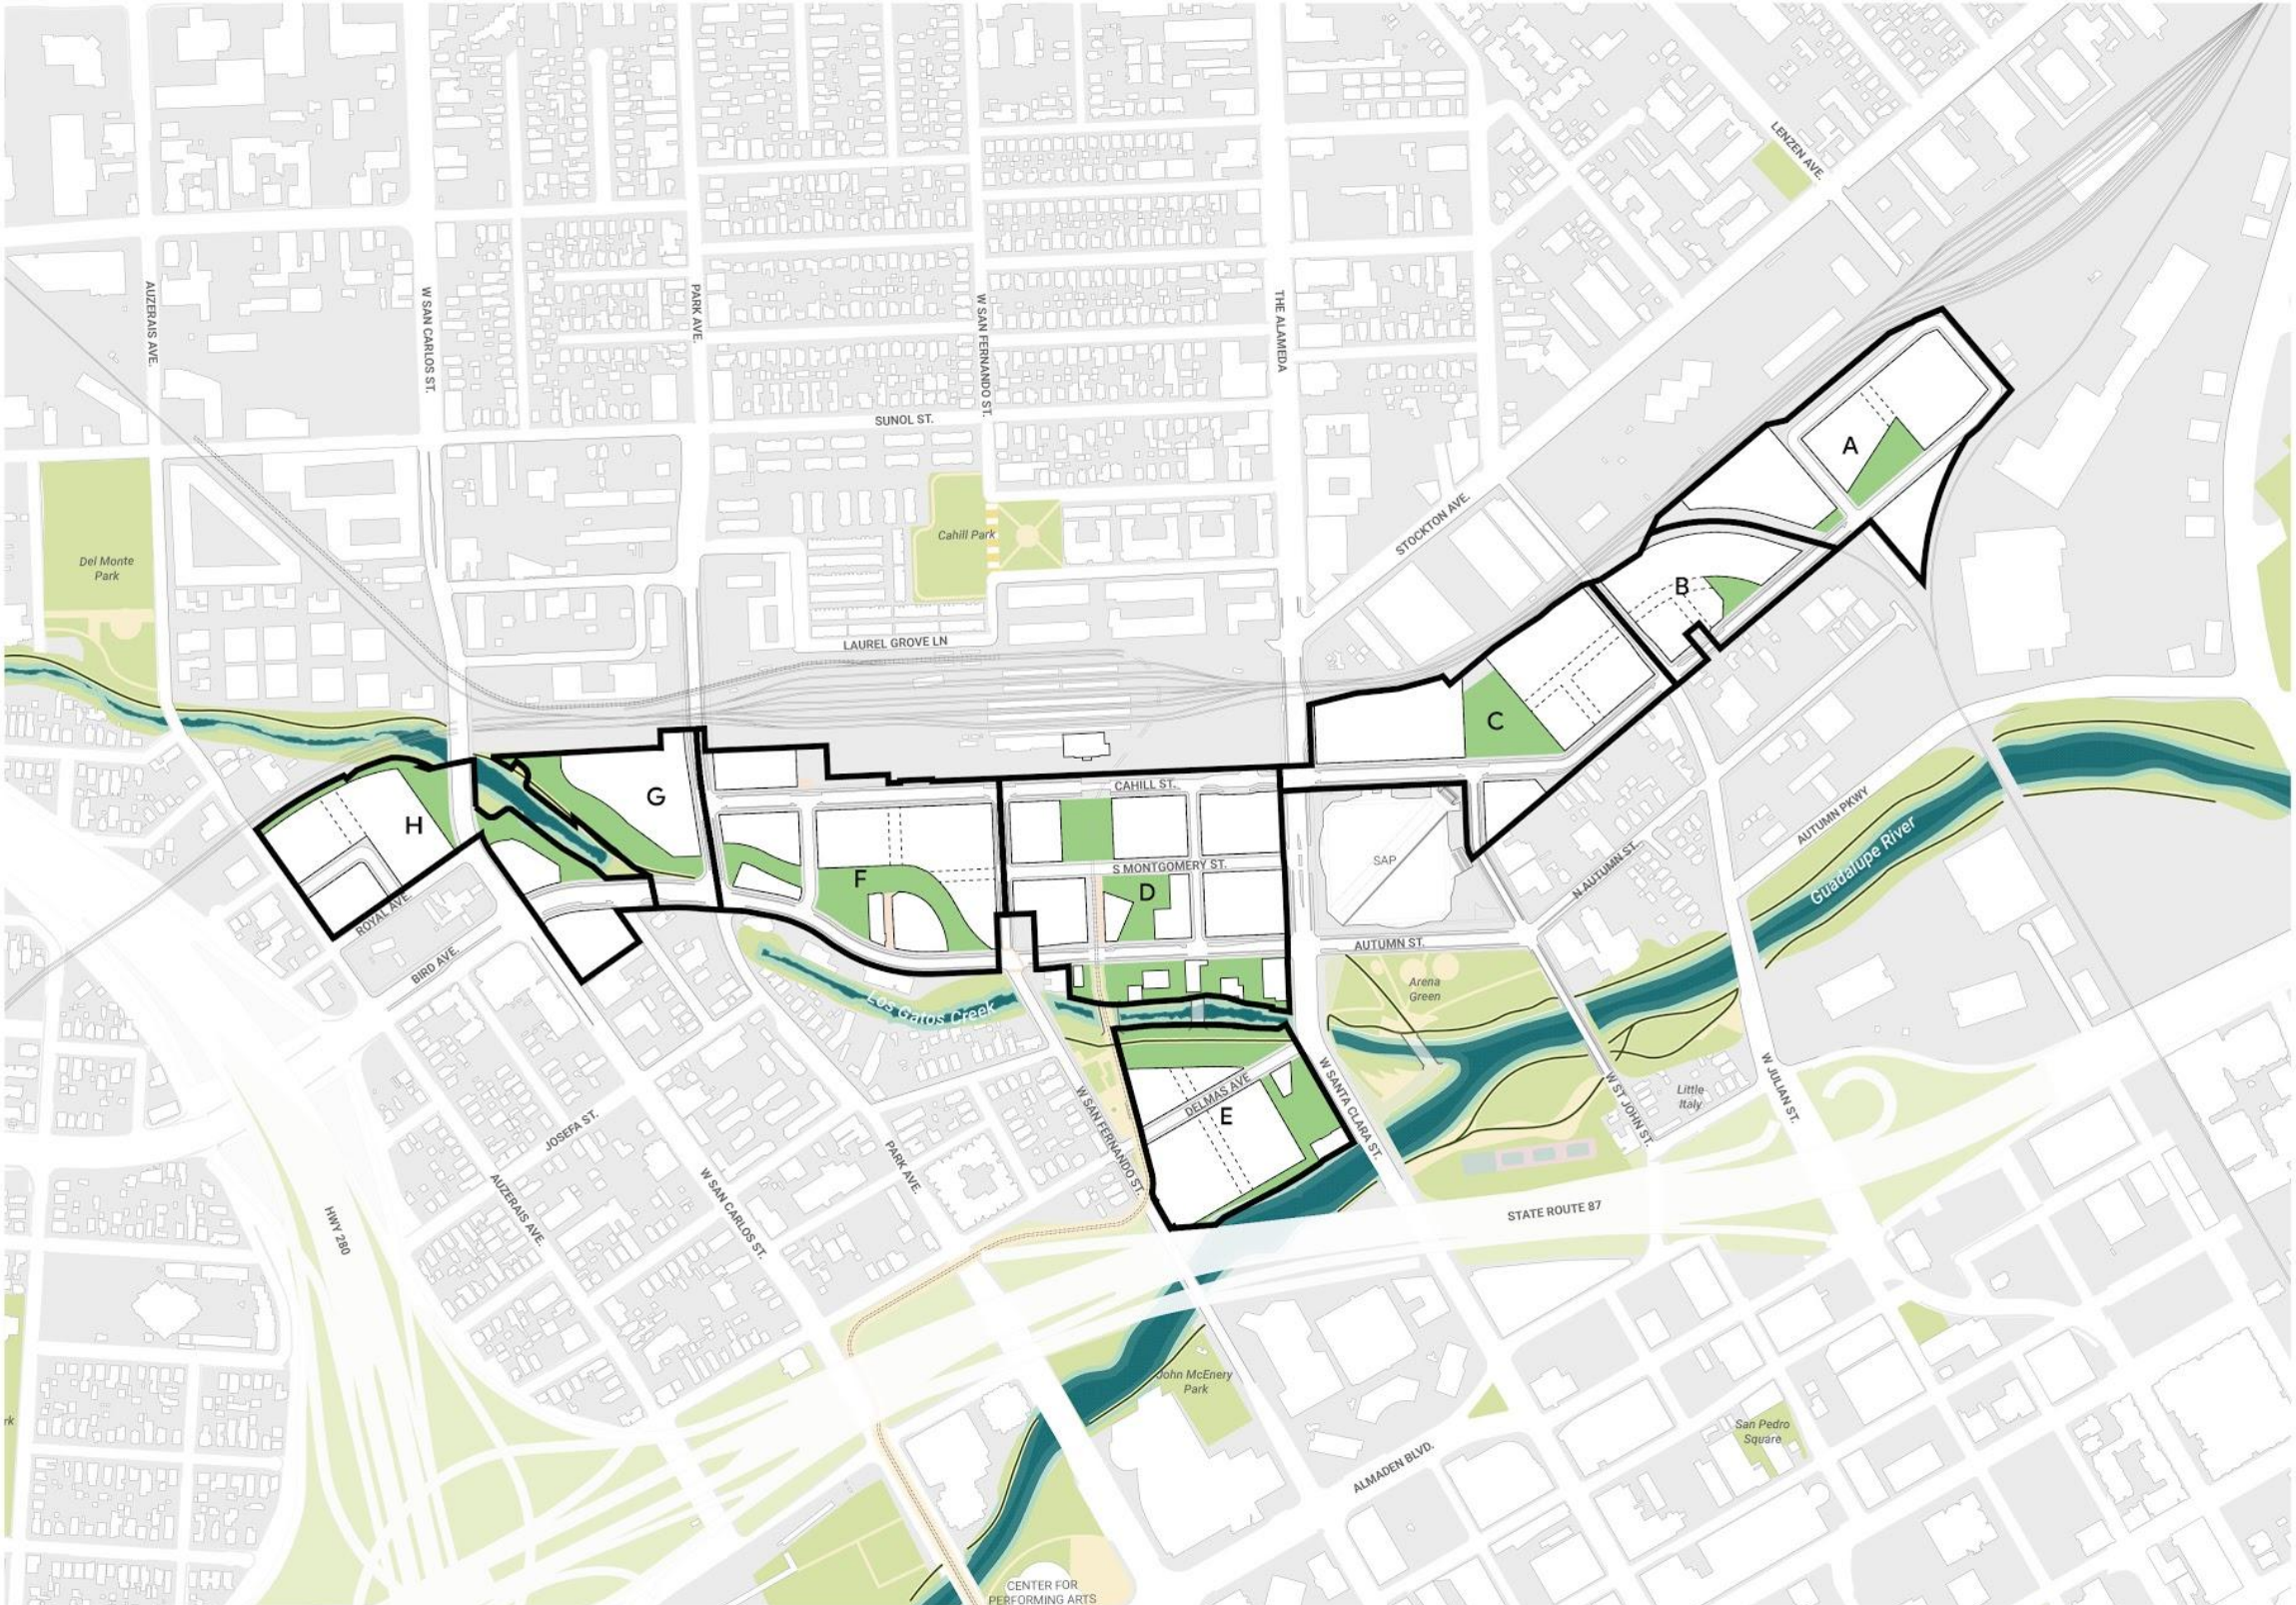 LENZEN AVE.
AUZERAIS AVE.
W SAN CARLOS ST.
PARK AVE.
W SAN FERNANDO ST.
THE ALAMEDA
SUNOL ST.
A
STOCKTON AVE.
Cahill Park
Del Monte
Park
B
LAUREL GROVE LN
C
CAHILL ST.
G
H
AUTUMN PKWY
Guadalupe River
SAP
S MONTGOMERY ST.
N AUTUMN ST.
F
D
ROYAL AVE.
BIRD AVE.
AUTUMN ST.
Arena
Green
Los Gatos Creek
W SANTA CLARA ST.
W JULIAN ST.
W ST JOHN ST.
Little
Italy
DELMAS AVE
E
W SAN FERNANDO ST.
JOSEFA ST.
PARK AVE.
AUZERAIS AVE.
W SAN CARLOS ST.
HWY 280
STATE ROUTE 87
John McEnery
Park
rk
San Pedro
Square
ALMADEN BLVD.
CENTER FOR
PERFORMING ARTS